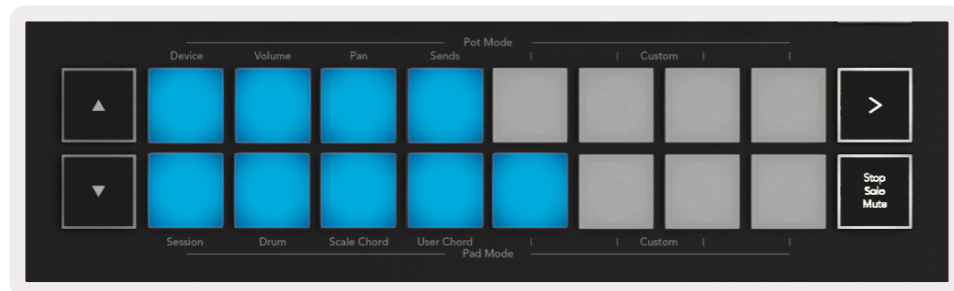 Pot Mode
Device Volume Pan Sends Custom
▲ >
▼ Stop
Solo
Mute
Session Drum Scale Chord User Chord Custom
Pad Mode